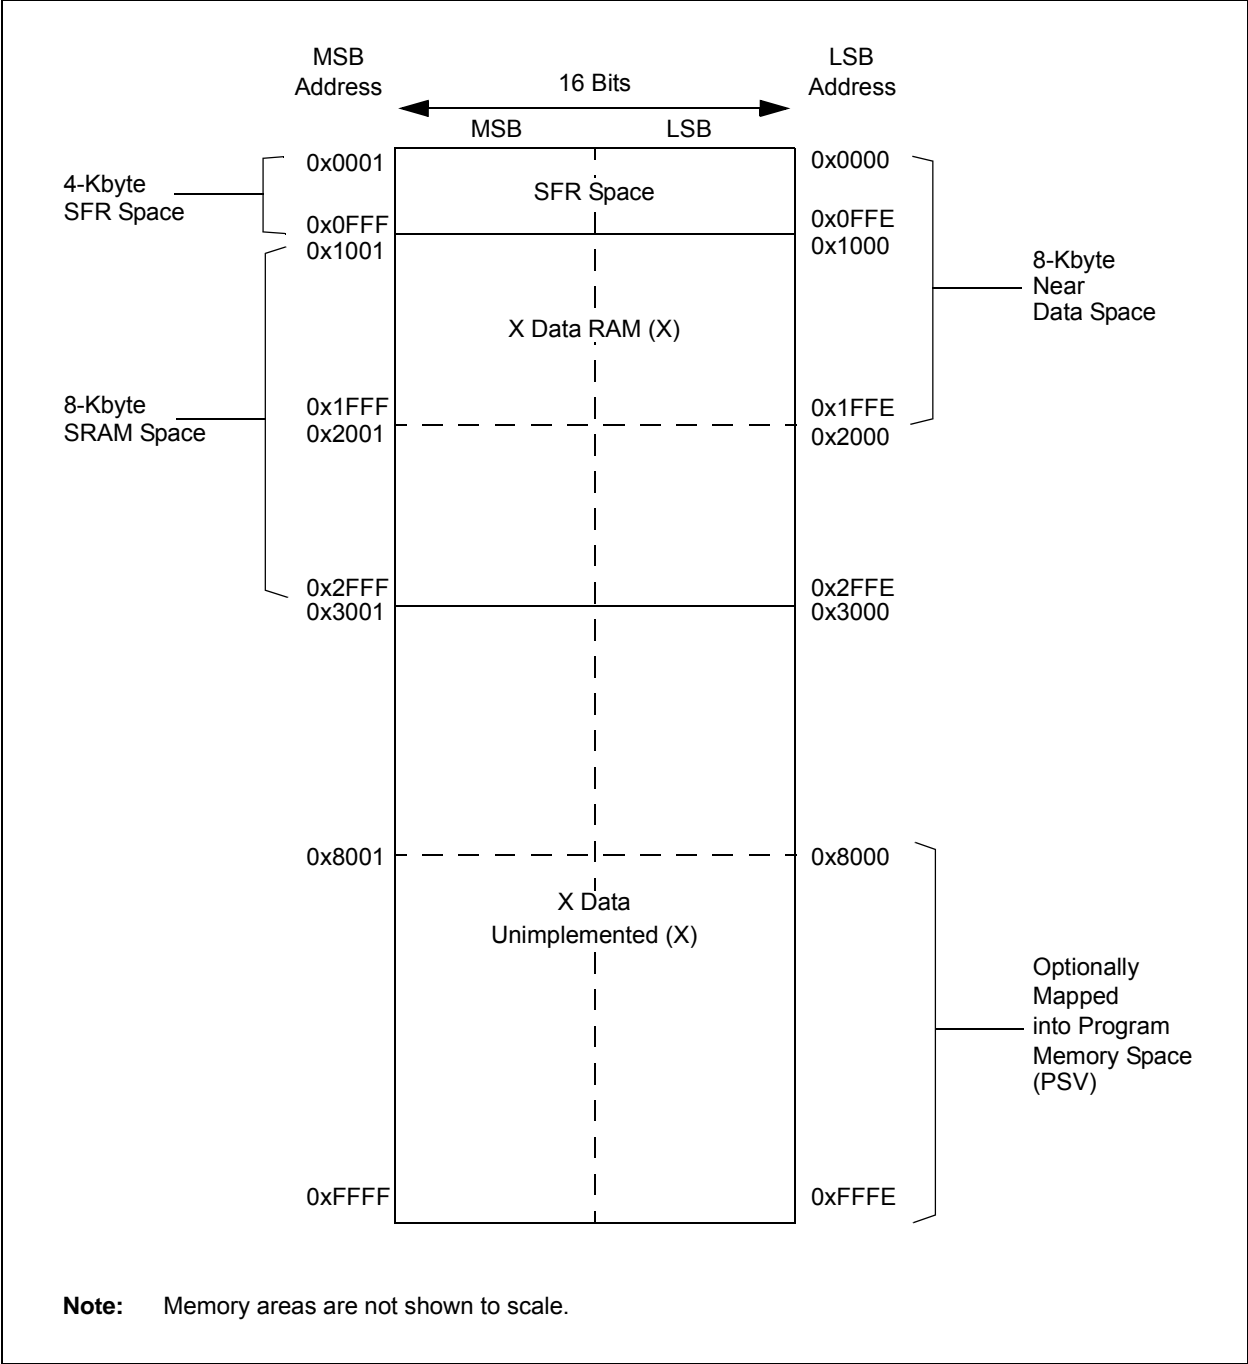 MSB
Address
LSB
Address
16 Bits
MSB
LSB
0x0001
0x0000
4-Kbyte
SFR Space
SFR Space
0x0FFF
0x0FFE
0x1001
0x1000
8-Kbyte
Near
Data Space
X Data RAM (X)
8-Kbyte
SRAM Space
0x1FFF
0x1FFE
0x2001
0x2000
0x2FFF
0x2FFE
0x3001
0x3000
0x8001
0x8000
X Data
Unimplemented (X)
Optionally
Mapped
into Program
Memory Space
(PSV)
0xFFFF
0xFFFE
Note: Memory areas are not shown to scale.